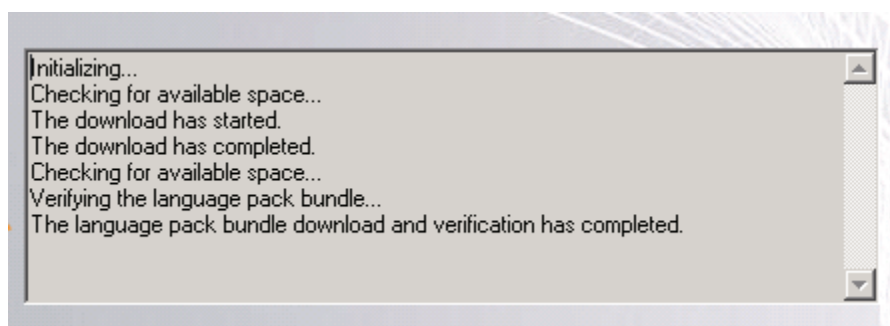 Initializing...
Checking for available space...
The download has started.
The download has completed.
Checking for available space...
Verifying the language pack bundle...
The language pack bundle download and verification has completed.